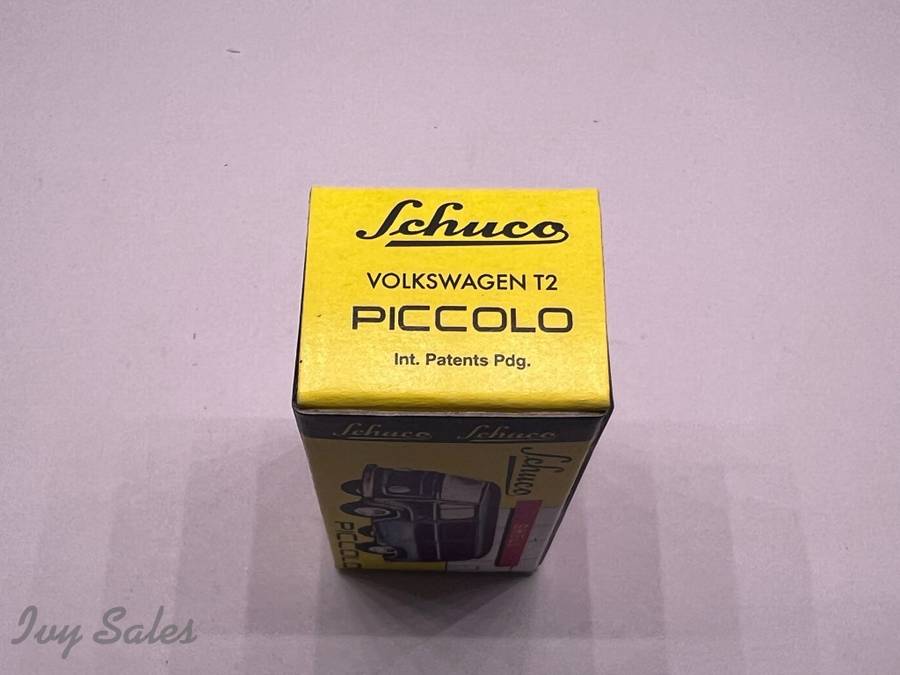 Schuco
VOLKSWAGEN T2
PICCOLO
Int. Patents Pdg.
Schuco Schuco
Schuco
PICCOLO
Ivy Sales